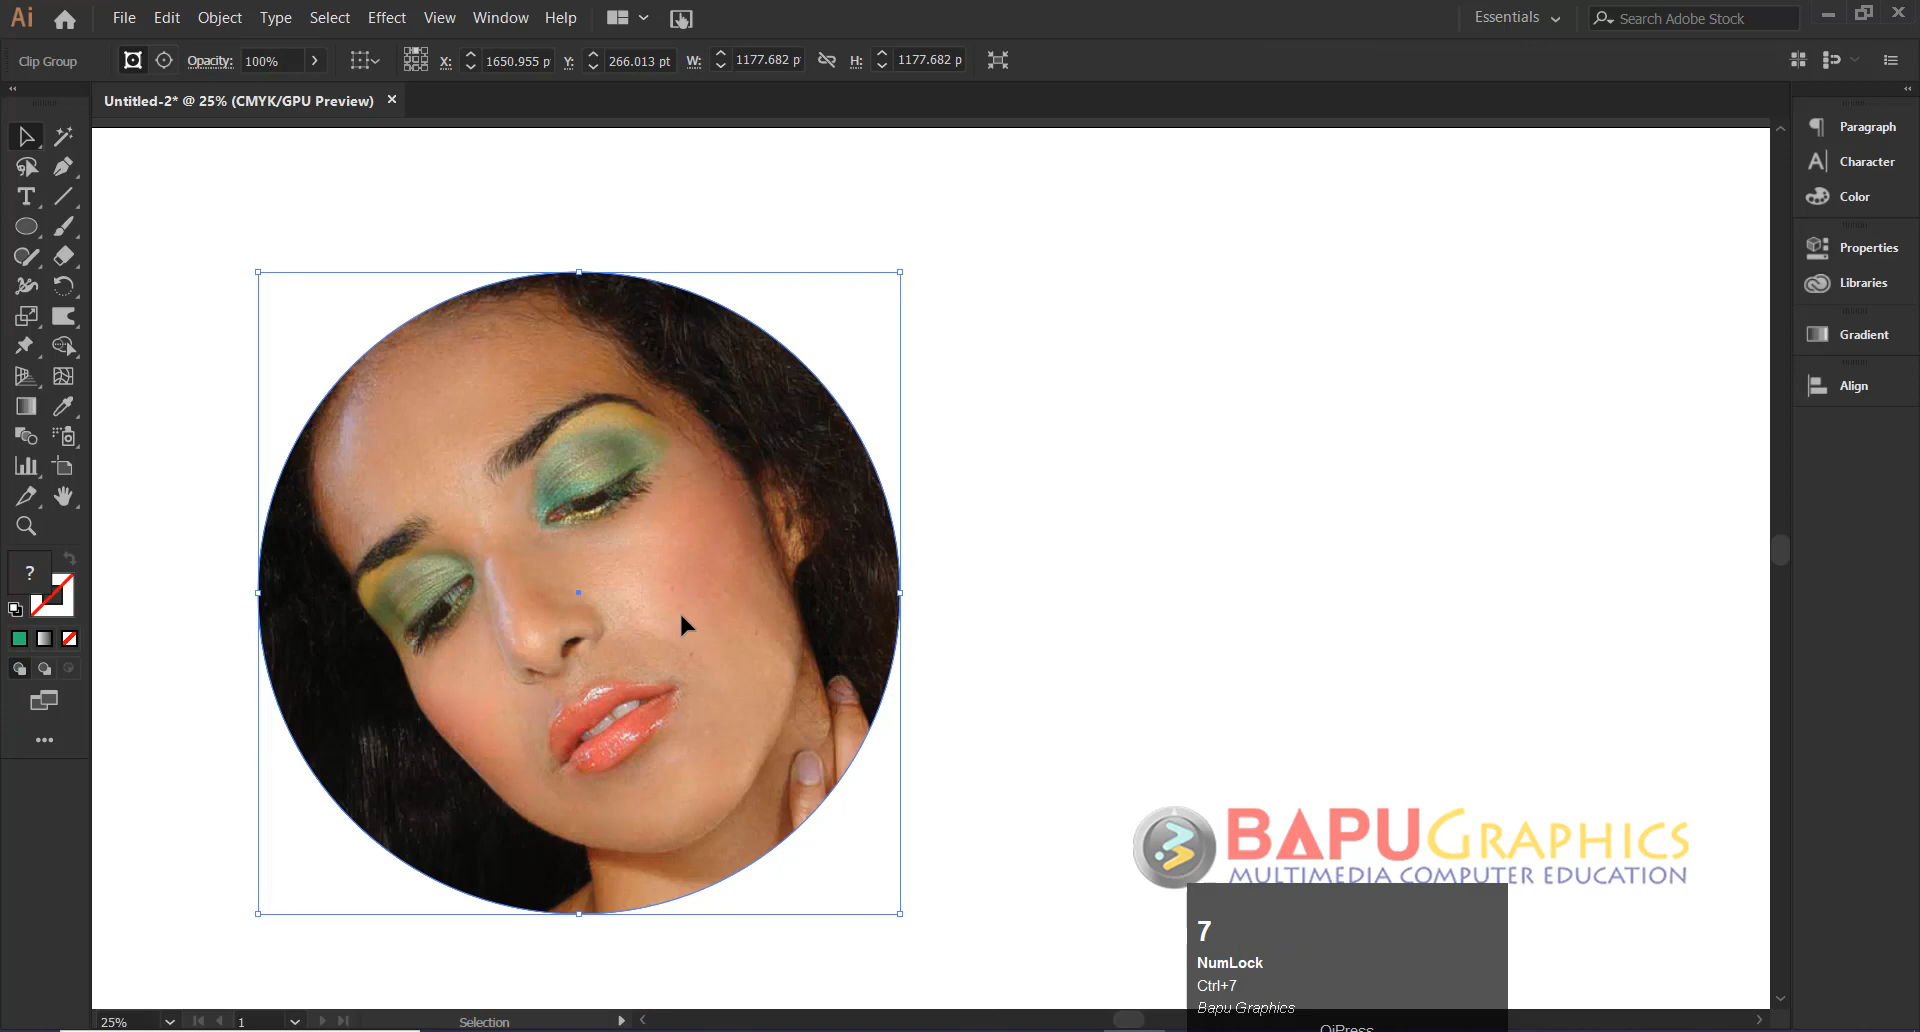 Ai File Edit Object Type Select Effect View Window Help Essentials Search Adobe Stock
Clip Group Opacity: 100% X: 1650.955 p Y: 266.013 pt W: 1177.682 p H: 1177.682 p
Untitled-2* @ 25% (CMYK/GPU Preview)
Paragraph
Character
Color
Properties
Libraries
Gradient
Align
?
BAPU GRAPHICS
MULTIMEDIA COMPUTER EDUCATION
7
NumLock
Ctrl+7
Bapu Graphics
QiPress
25% 1 Selection